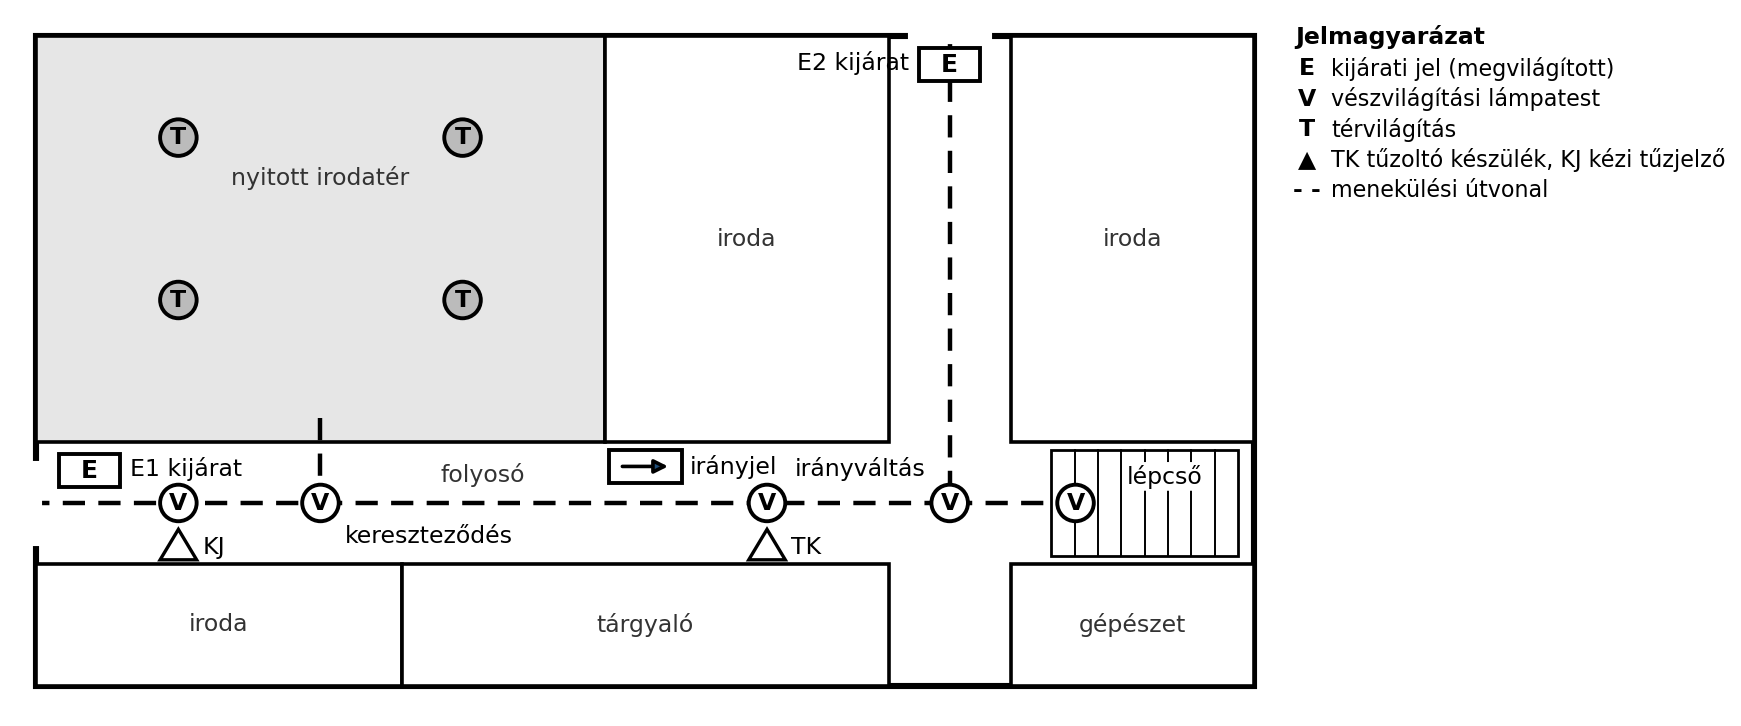 E2 kijárat
E
T
T
nyitott irodatér
iroda
iroda
T
T
E
E1 kijárat
folyosó
irányjel
irányváltás
lépcső
V
V
V
V
V
kereszteződés
KJ
TK
iroda
tárgyaló
gépészet
Jelmagyarázat
E kijárati jel (megvilágított)
V vészvilágítási lámpatest
T térvilágítás
▲ TK tűzoltó készülék, KJ kézi tűzjelző
- - menekülési útvonal